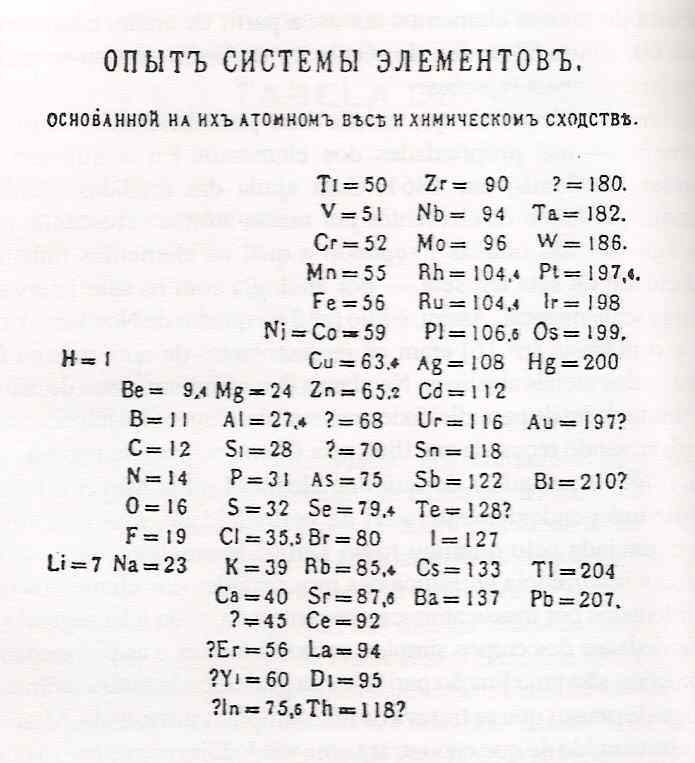 ОПЫТЪ СИСТЕМЫ ЭЛЕМЕНТОВЪ.
ОСНОВАННОЙ НА ИХЪ АТОМНОМЪ ВѢСѢ И ХИМИЧЕСКОМЪ СХОДСТВѢ.
Ti=50 Zr= 90 ?=180.
V=51 Nb= 94 Ta=182.
Cr=52 Mo= 96 W=186.
Mn=55 Rh=104,4 Pt=197,4.
Fe=56 Ru=104,4 Ir=198
Ni=Co=59 Pl=106,6 Os=199.
H=1 Cu=63,4 Ag=108 Hg=200
Be= 9,4 Mg=24 Zn=65,2 Cd=112
B=11 Al=27,4 ?=68 Ur=116 Au=197?
C=12 Si=28 ?=70 Sn=118
N=14 P=31 As=75 Sb=122 Bi=210?
O=16 S=32 Se=79,4 Te=128?
F=19 Cl=35,5 Br=80 I=127
Li=7 Na=23 K=39 Rb=85,4 Cs=133 Tl=204
Ca=40 Sr=87,6 Ba=137 Pb=207.
?=45 Ce=92
?Er=56 La=94
?Yi=60 Di=95
?In=75,6 Th=118?